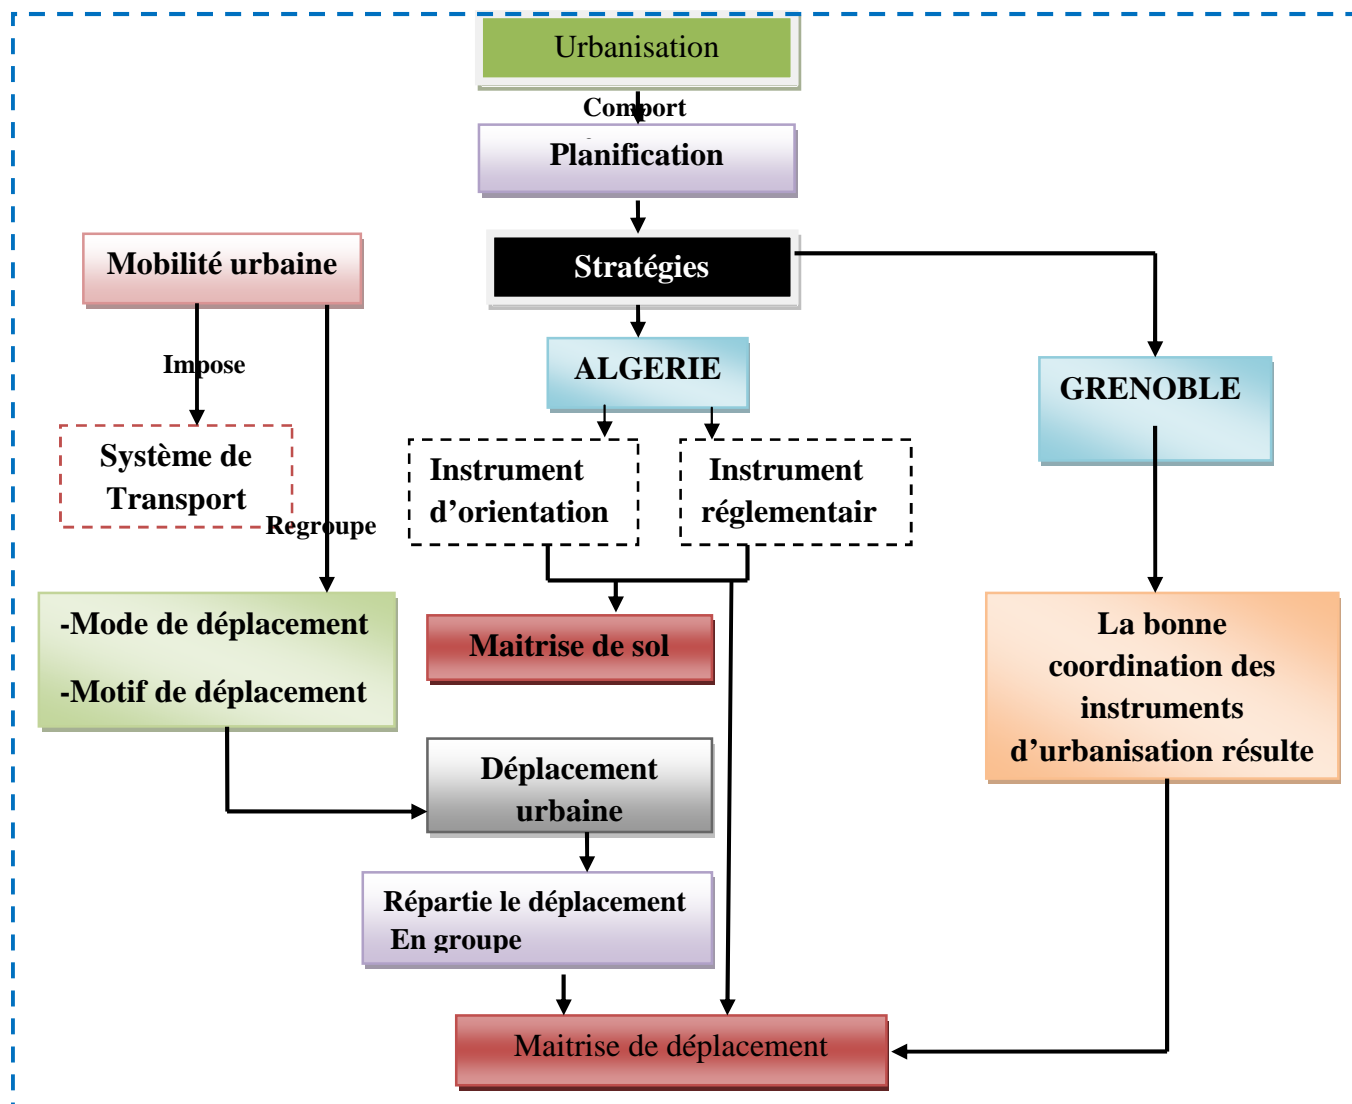 Urbanisation
Comport
Planification
Stratégies
Mobilité urbaine
Impose
Système de
Transport
Regroupe
-Mode de déplacement
-Motif de déplacement
ALGERIE
Instrument
d’orientation
Instrument
réglementair
Maitrise de sol
GRENOBLE
La bonne
coordination des
instruments
d’urbanisation résulte
Déplacement
urbaine
Répartie le déplacement
En groupe
Maitrise de déplacement